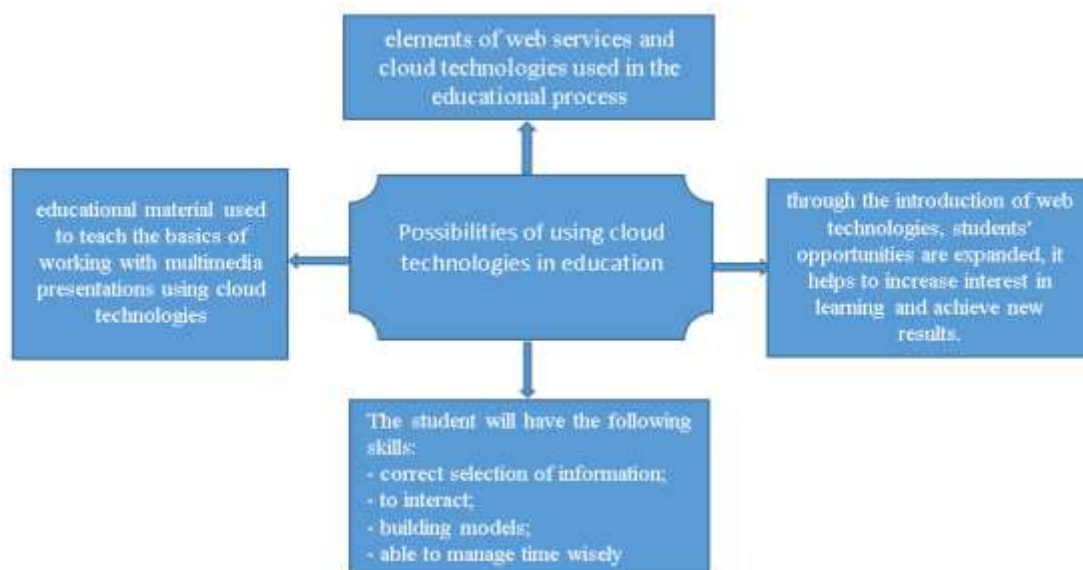 elements of web services and
cloud technologies used in the
educational process
educational material used
to teach the basics of
working with multimedia
presentations using cloud
technologies
Possibilities of using cloud
technologies in education
through the introduction of web
technologies, students'
opportunities are expanded, it
helps to increase interest in
learning and achieve new
results.
The student will have the following
skills:
- correct selection of information;
- to interact;
- building models;
- able to manage time wisely